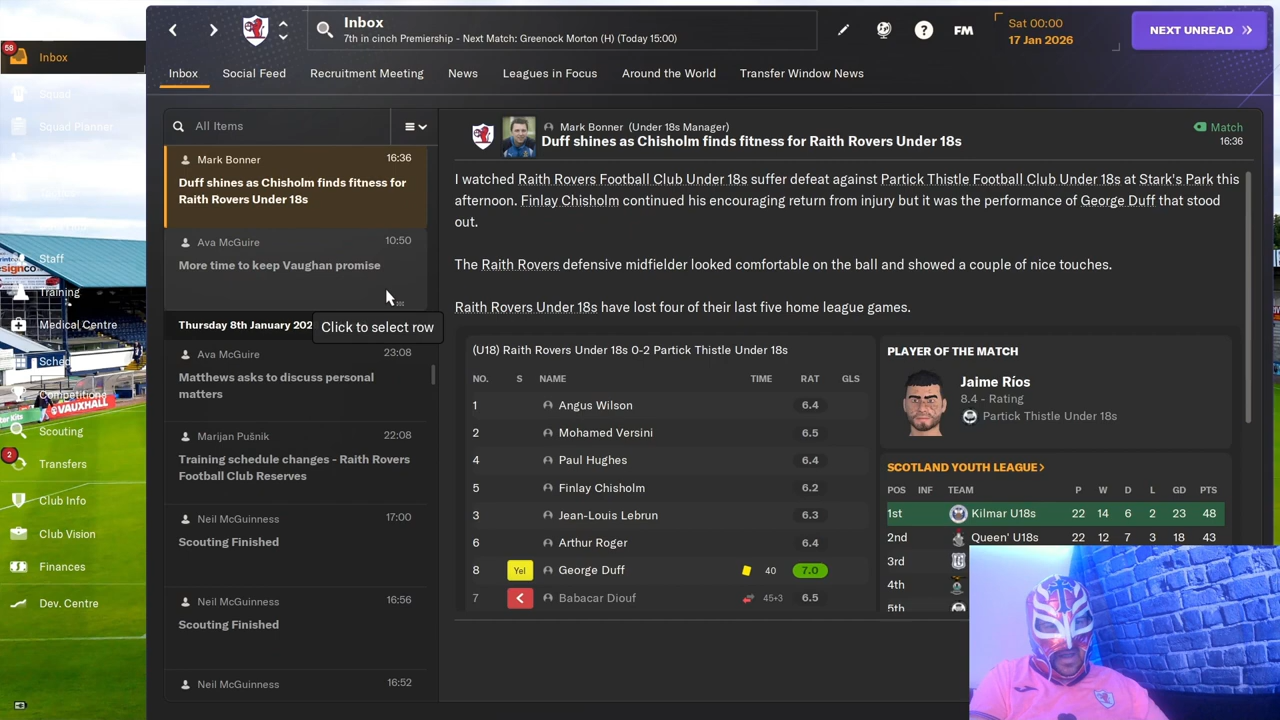 Inbox
7th in cinch Premiership - Next Match: Greenock Morton (H) (Today 15:00)
FM
Sat 00:00
17 Jan 2026
NEXT UNREAD
58
Inbox
Squad
Squad Planner
Staff
Training
Medical Centre
Sched
Competitions
Scouting
2
Transfers
Club Info
Club Vision
Finances
Dev. Centre
VAUXHALL
Inbox
Social Feed
Recruitment Meeting
News
Leagues in Focus
Around the World
Transfer Window News
All Items
Mark Bonner
16:36
Duff shines as Chisholm finds fitness for
Raith Rovers Under 18s
Ava McGuire
10:50
More time to keep Vaughan promise
Thursday 8th January 202
Click to select row
Ava McGuire
23:08
Matthews asks to discuss personal
matters
Marijan Pušnik
22:08
Training schedule changes - Raith Rovers
Football Club Reserves
Neil McGuinness
17:00
Scouting Finished
Neil McGuinness
16:56
Scouting Finished
Neil McGuinness
16:52
Mark Bonner (Under 18s Manager)
Duff shines as Chisholm finds fitness for Raith Rovers Under 18s
Match
16:36
I watched Raith Rovers Football Club Under 18s suffer defeat against Partick Thistle Football Club Under 18s at Stark's Park this
afternoon. Finlay Chisholm continued his encouraging return from injury but it was the performance of George Duff that stood
out.
The Raith Rovers defensive midfielder looked comfortable on the ball and showed a couple of nice touches.
Raith Rovers Under 18s have lost four of their last five home league games.
(U18) Raith Rovers Under 18s 0-2 Partick Thistle Under 18s
NO. S NAME TIME RAT GLS
1 Angus Wilson 6.4
2 Mohamed Versini 6.5
4 Paul Hughes 6.4
5 Finlay Chisholm 6.2
3 Jean-Louis Lebrun 6.3
6 Arthur Roger 6.4
8 Yel George Duff 40 7.0
7 Babacar Diouf 45+3 6.5
PLAYER OF THE MATCH
Jaime Ríos
8.4 - Rating
Partick Thistle Under 18s
SCOTLAND YOUTH LEAGUE
POS INF TEAM P W D L GD PTS
1st Kilmar U18s 22 14 6 2 23 48
2nd Queen' U18s 22 12 7 3 18 43
3rd
4th
5th